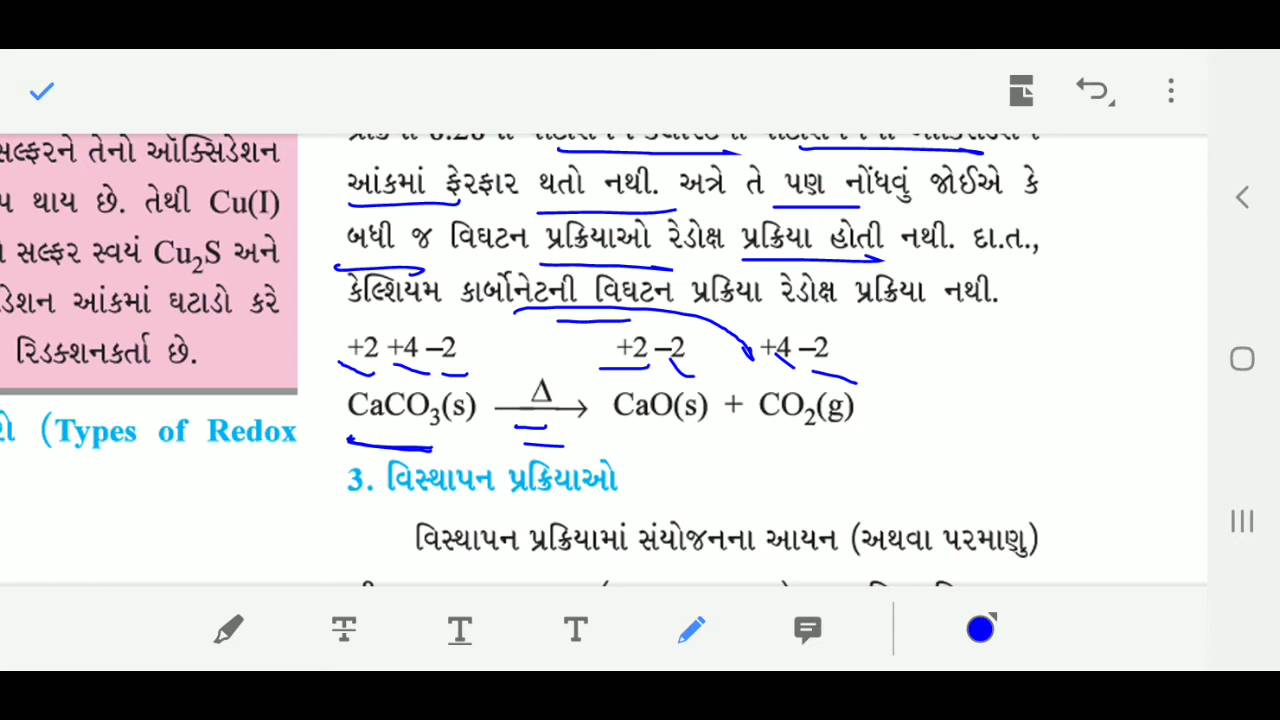 સલ્ફરને તેનો ઑક્સિડેશન
થાય છે. તેથી Cu(I)
સલ્ફર સ્વયં Cu₂S અને
આંકમાં ઘટાડો કરે
રિડક્શનકર્તા છે.
(Types of Redox
આંકમાં ફેરફાર થતો નથી. અત્રે તે પણ નોંધવું જોઈએ કે
બધી જ વિઘટન પ્રક્રિયાઓ રેડોક્ષ પ્રક્રિયા હોતી નથી. દા.ત.,
કેલ્શિયમ કાર્બોનેટની વિઘટન પ્રક્રિયા રેડોક્ષ પ્રક્રિયા નથી.
+2 +4 –2 +2 –2 +4 –2
CaCO₃(s) —Δ→ CaO(s) + CO₂(g)
3. વિસ્થાપન પ્રક્રિયાઓ
વિસ્થાપન પ્રક્રિયામાં સંયોજનના આયન (અથવા પરમાણુ)
T T T